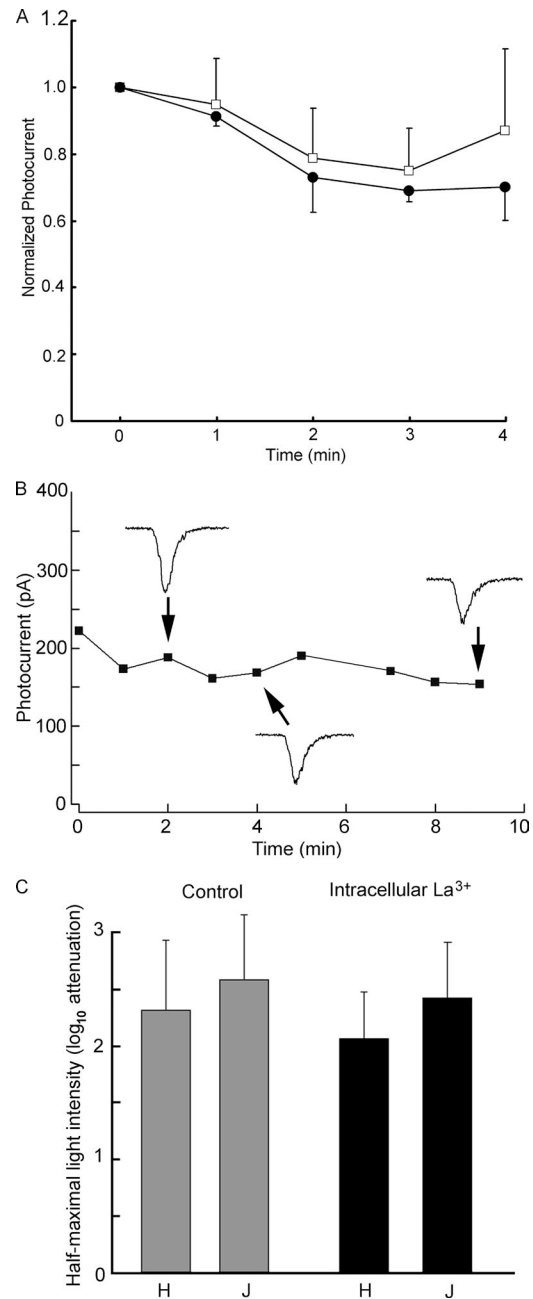 A
1.2
1.0
0.8
0.6
0.4
0.2
0
Normalized Photocurrent
0 1 2 3 4
Time (min)
B
400
300
200
100
0
Photocurrent (pA)
0 2 4 6 8 10
Time (min)
C
Control Intracellular La³⁺
3
2
1
0
Half-maximal light intensity (log₁₀ attenuation)
H J H J